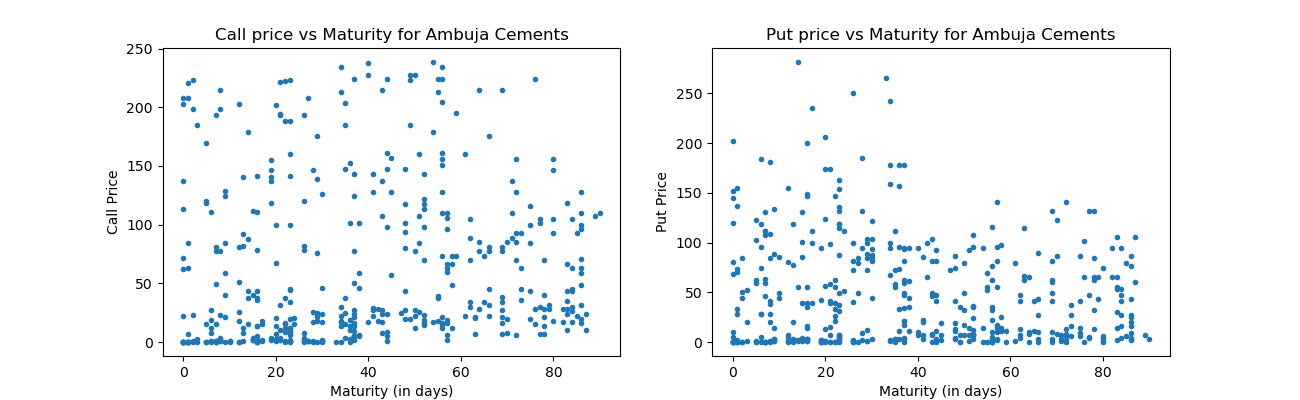 Call price vs Maturity for Ambuja Cements
Call Price
250
200
150
100
50
0
0 20 40 60 80
Maturity (in days)
Put price vs Maturity for Ambuja Cements
Put Price
250
200
150
100
50
0
0 20 40 60 80
Maturity (in days)